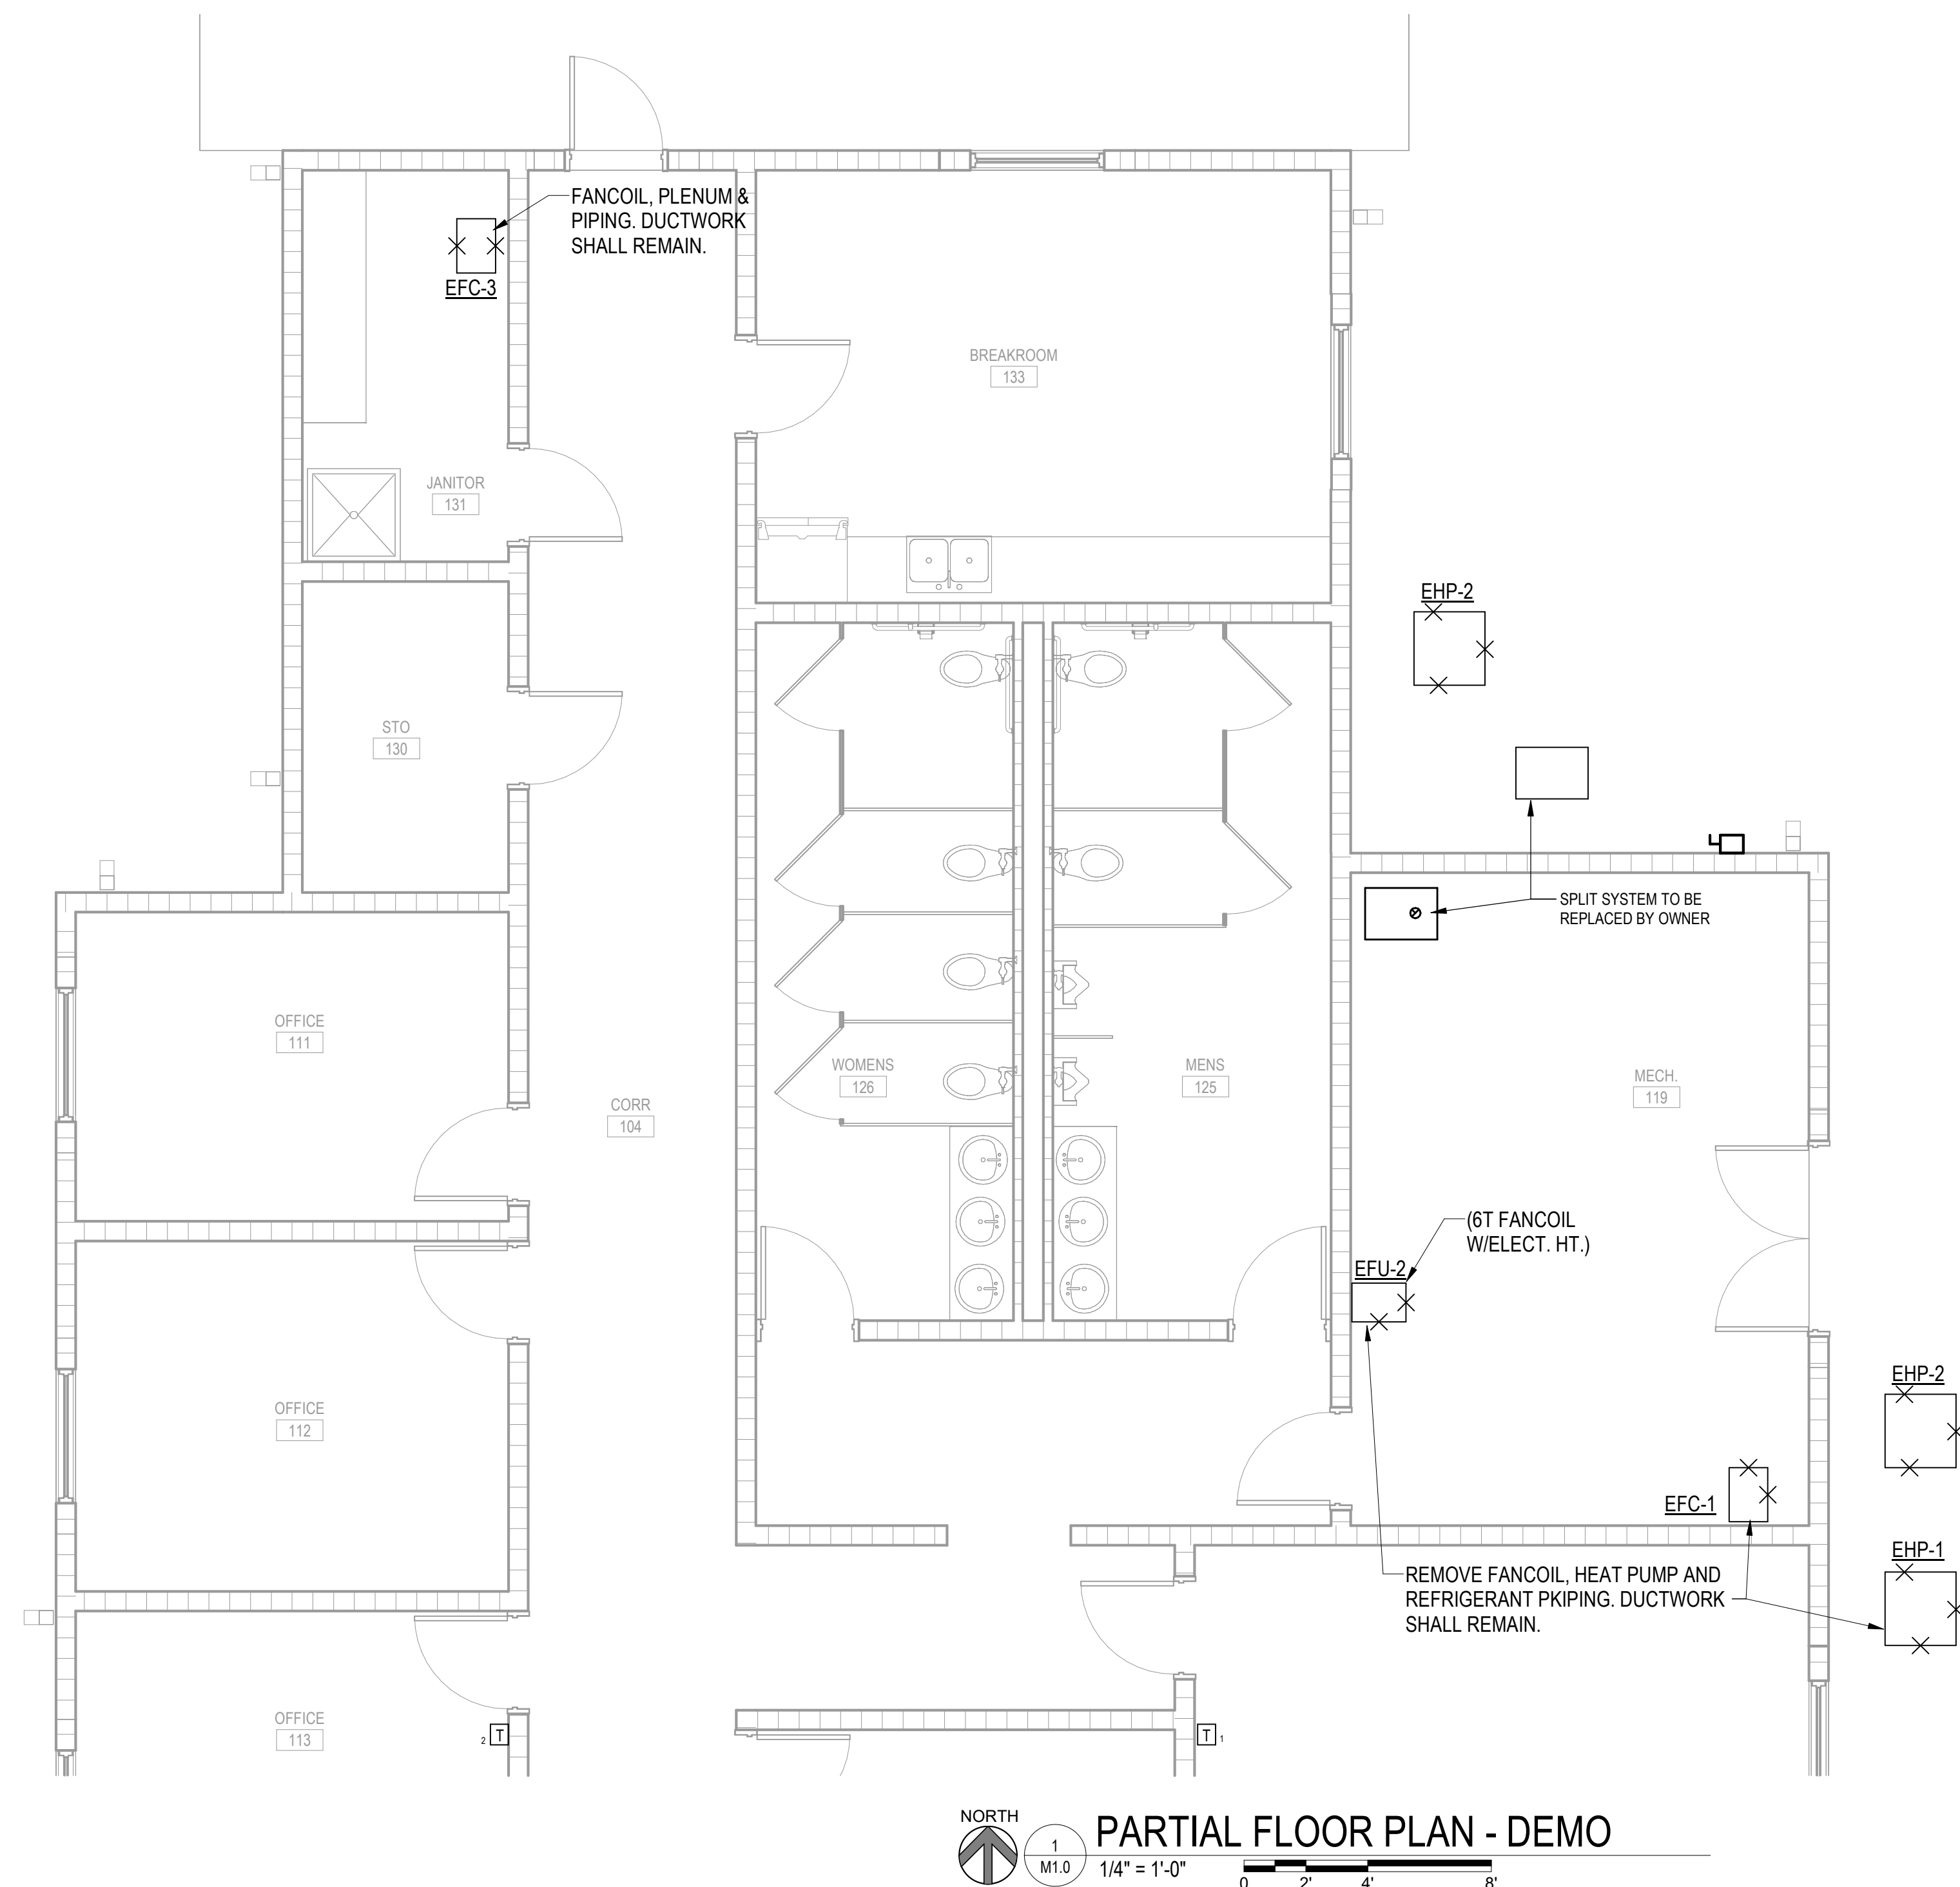 FANCOIL, PLENUM &
PIPING. DUCTWORK
SHALL REMAIN.
EFC-3
BREAKROOM
133
JANITOR
131
EHP-2
STO
130
SPLIT SYSTEM TO BE
REPLACED BY OWNER
OFFICE
111
WOMENS
126
MENS
125
MECH.
119
CORR
104
(6T FANCOIL
W/ELECT. HT.)
EFU-2
EHP-2
OFFICE
112
EFC-1
EHP-1
REMOVE FANCOIL, HEAT PUMP AND
REFRIGERANT PKIPING. DUCTWORK
SHALL REMAIN.
OFFICE
113
2 T
T 1
NORTH
1
M1.0
PARTIAL FLOOR PLAN - DEMO
1/4" = 1'-0"
0 2' 4' 8'